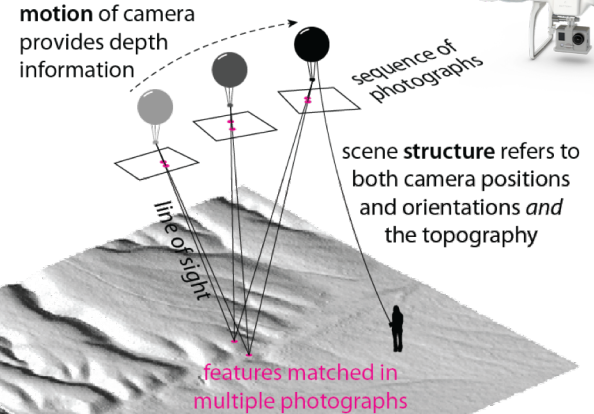 motion of camera
provides depth
information
sequence of
photographs
scene structure refers to
both camera positions
and orientations and
the topography
line of sight
features matched in
multiple photographs